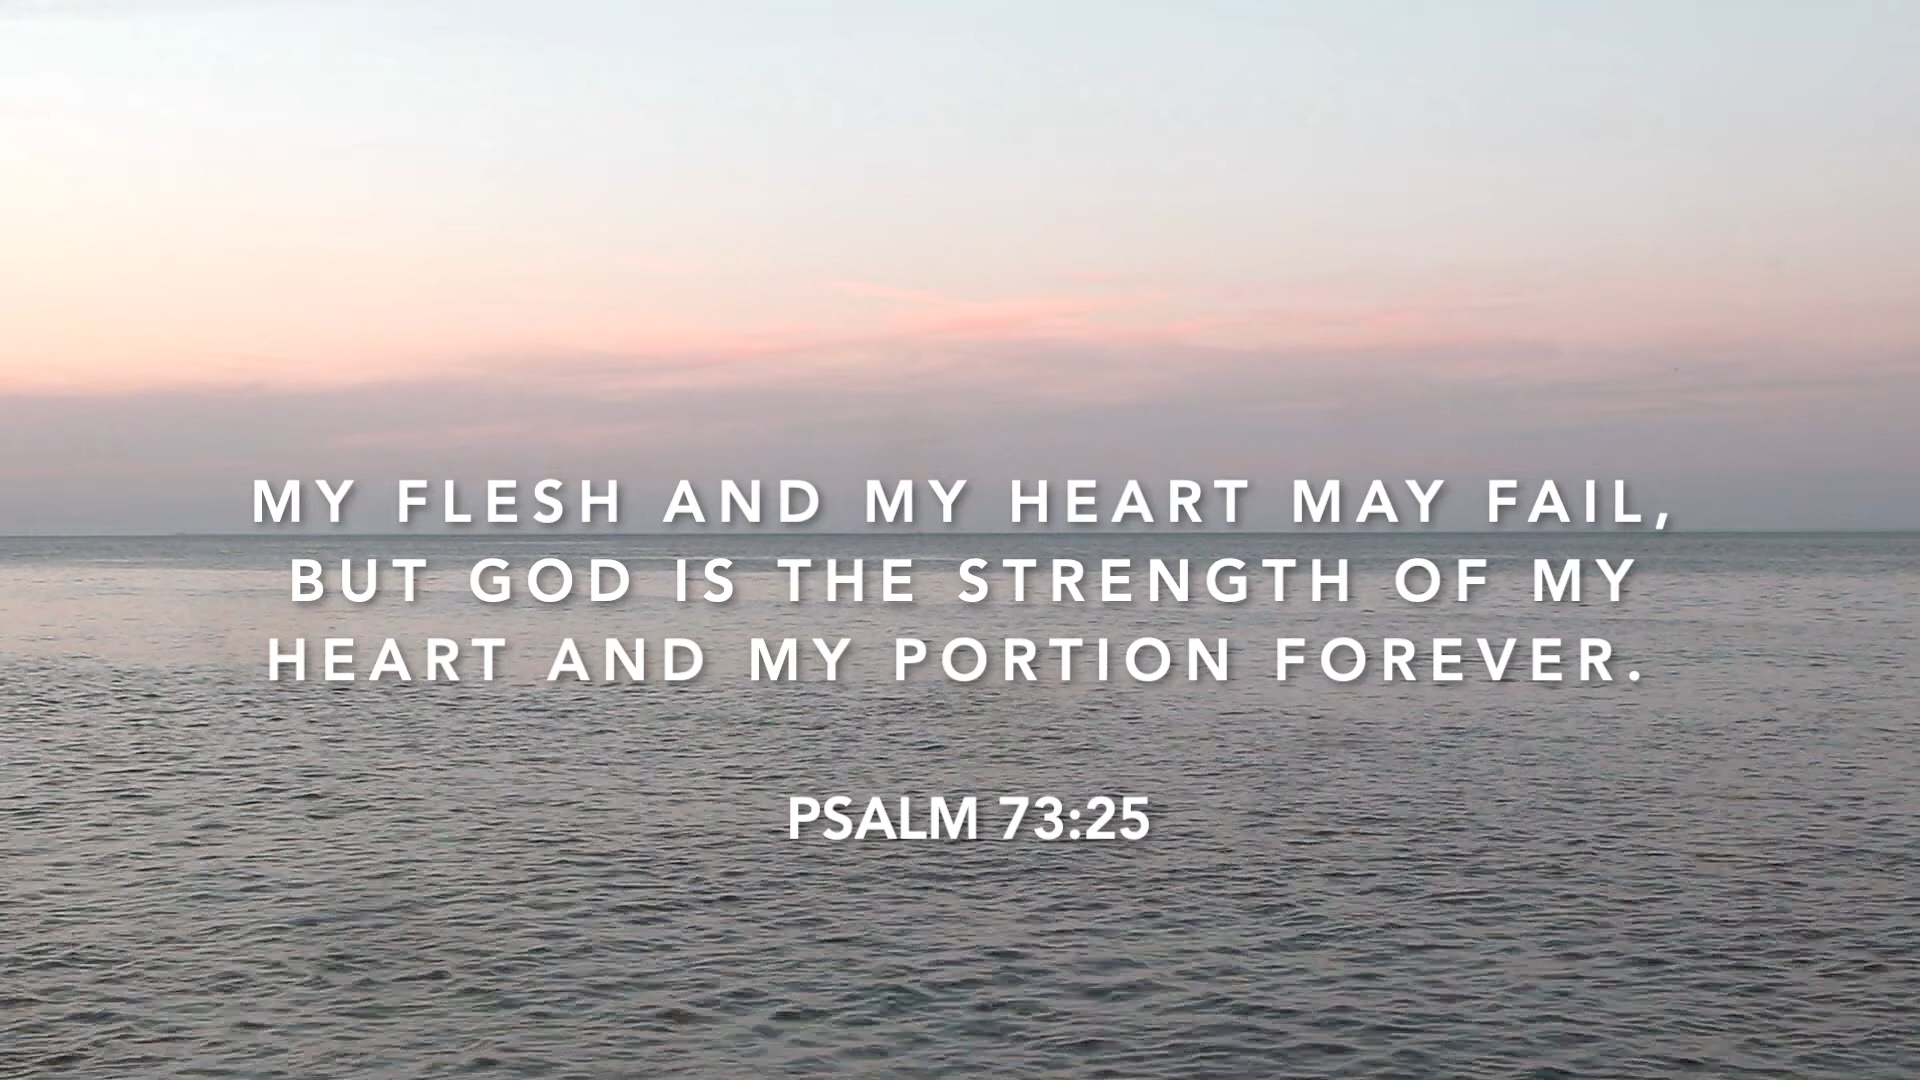 MY FLESH AND MY HEART MAY FAIL,
BUT GOD IS THE STRENGTH OF MY
HEART AND MY PORTION FOREVER.
PSALM 73:25